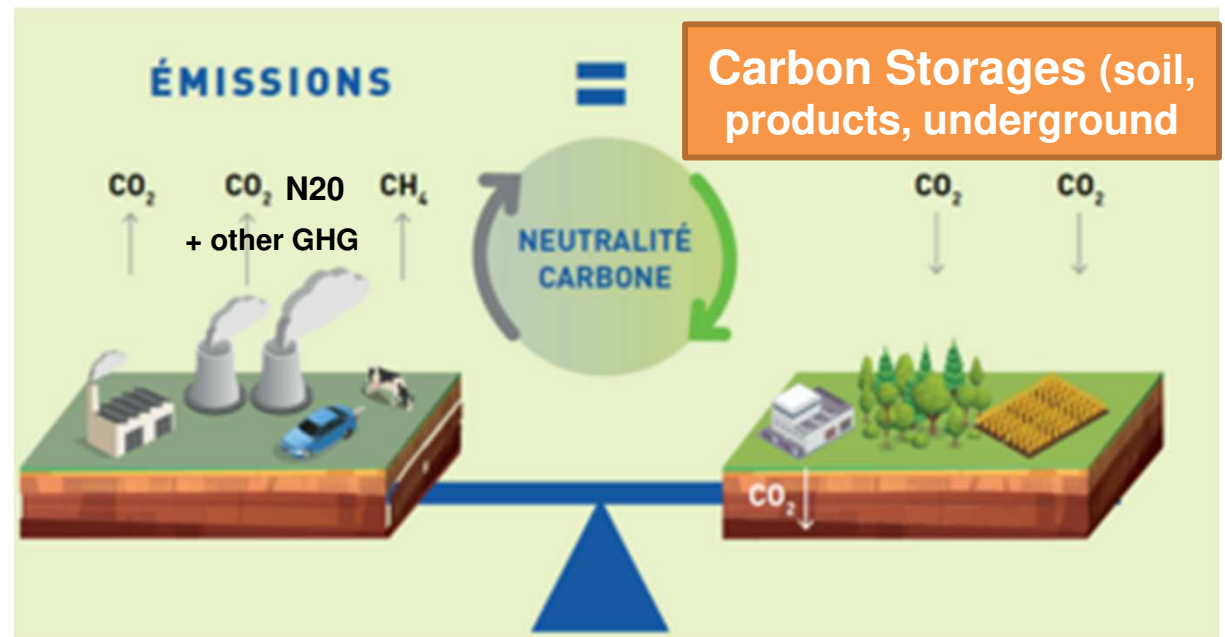 ÉMISSIONS
=
Carbon Storages (soil,
products, underground
CO₂
CO₂ N20
CH₄
+ other GHG
NEUTRALITÉ
CARBONE
CO₂
CO₂
CO₂